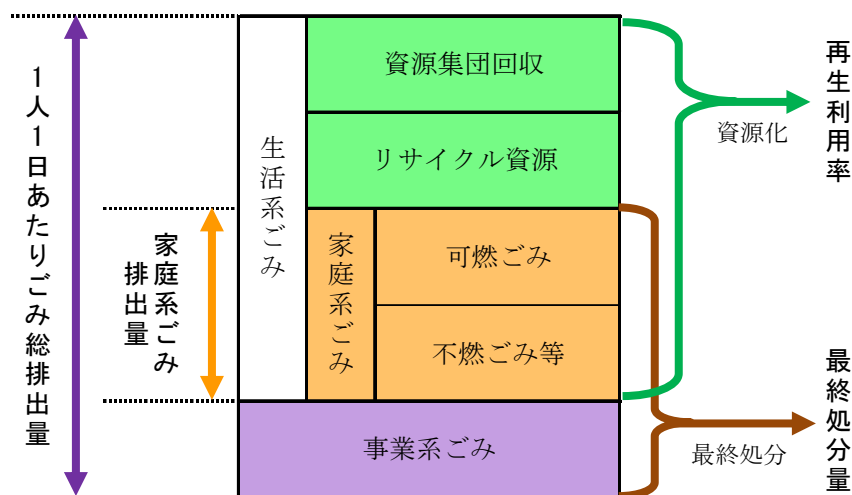 1人1日あたりごみ総排出量
家庭系ごみ
排出量
生活系ごみ
資源集団回収
リサイクル資源
家庭系ごみ
可燃ごみ
不燃ごみ等
事業系ごみ
資源化
再生利用率
最終処分
最終処分量